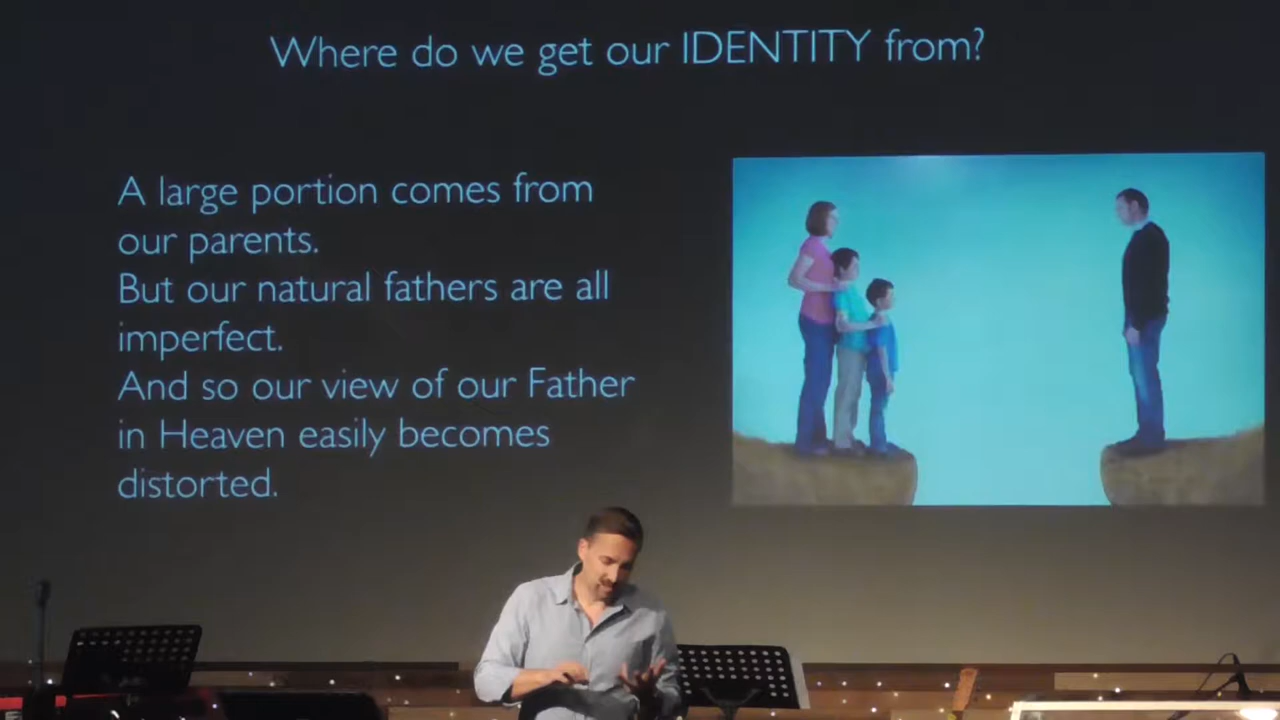 Where do we get our IDENTITY from?
A large portion comes from
our parents.
But our natural fathers are all
imperfect.
And so our view of our Father
in Heaven easily becomes
distorted.